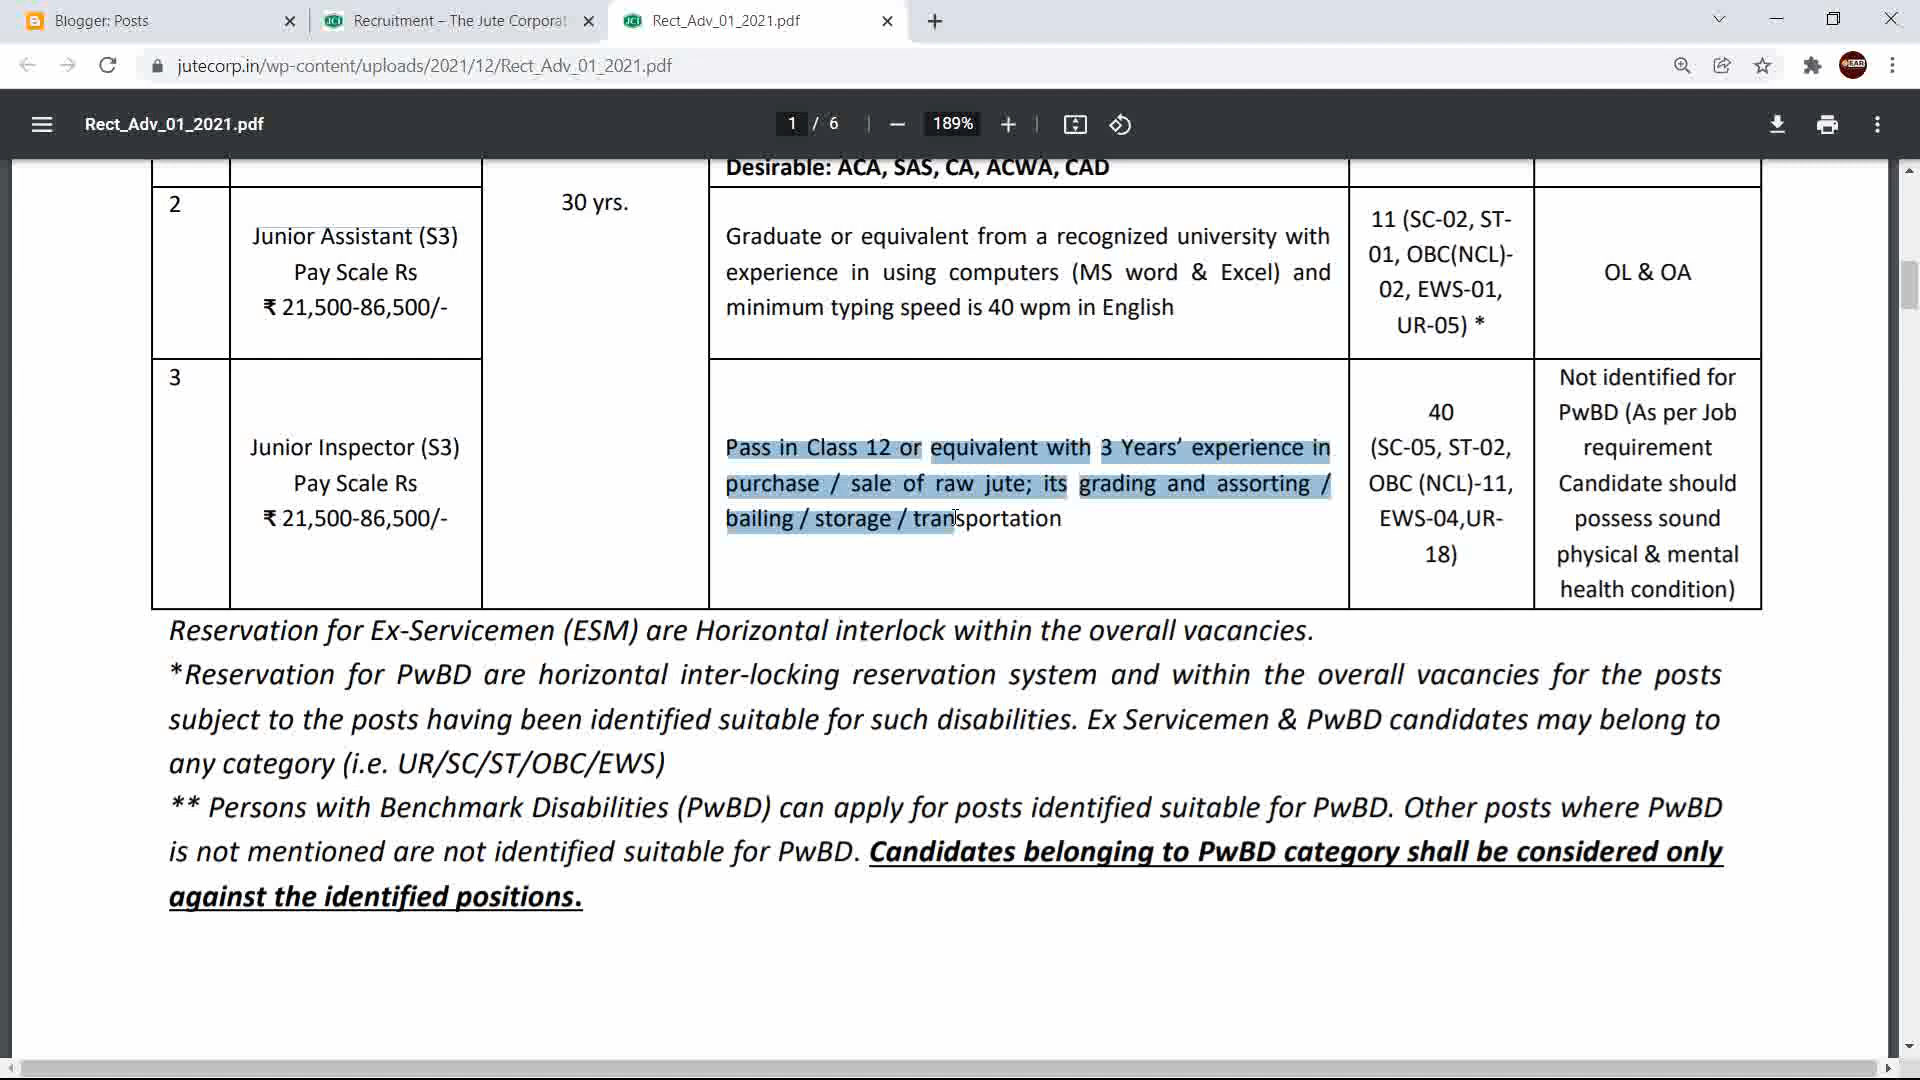 Blogger: Posts
Recruitment – The Jute Corporat
Rect_Adv_01_2021.pdf
jutecorp.in/wp-content/uploads/2021/12/Rect_Adv_01_2021.pdf
Rect_Adv_01_2021.pdf
1 / 6
189%
Desirable: ACA, SAS, CA, ACWA, CAD
30 yrs.
2
Junior Assistant (S3)
Pay Scale Rs
₹ 21,500-86,500/-
Graduate or equivalent from a recognized university with
experience in using computers (MS word & Excel) and
minimum typing speed is 40 wpm in English
11 (SC-02, ST-
01, OBC(NCL)-
02, EWS-01,
UR-05) *
OL & OA
3
Junior Inspector (S3)
Pay Scale Rs
₹ 21,500-86,500/-
Pass in Class 12 or equivalent with 3 Years’ experience in
purchase / sale of raw jute; its grading and assorting /
bailing / storage / transportation
40
(SC-05, ST-02,
OBC (NCL)-11,
EWS-04,UR-
18)
Not identified for
PwBD (As per Job
requirement
Candidate should
possess sound
physical & mental
health condition)
Reservation for Ex-Servicemen (ESM) are Horizontal interlock within the overall vacancies.
*Reservation for PwBD are horizontal inter-locking reservation system and within the overall vacancies for the posts
subject to the posts having been identified suitable for such disabilities. Ex Servicemen & PwBD candidates may belong to
any category (i.e. UR/SC/ST/OBC/EWS)
** Persons with Benchmark Disabilities (PwBD) can apply for posts identified suitable for PwBD. Other posts where PwBD
is not mentioned are not identified suitable for PwBD. Candidates belonging to PwBD category shall be considered only
against the identified positions.